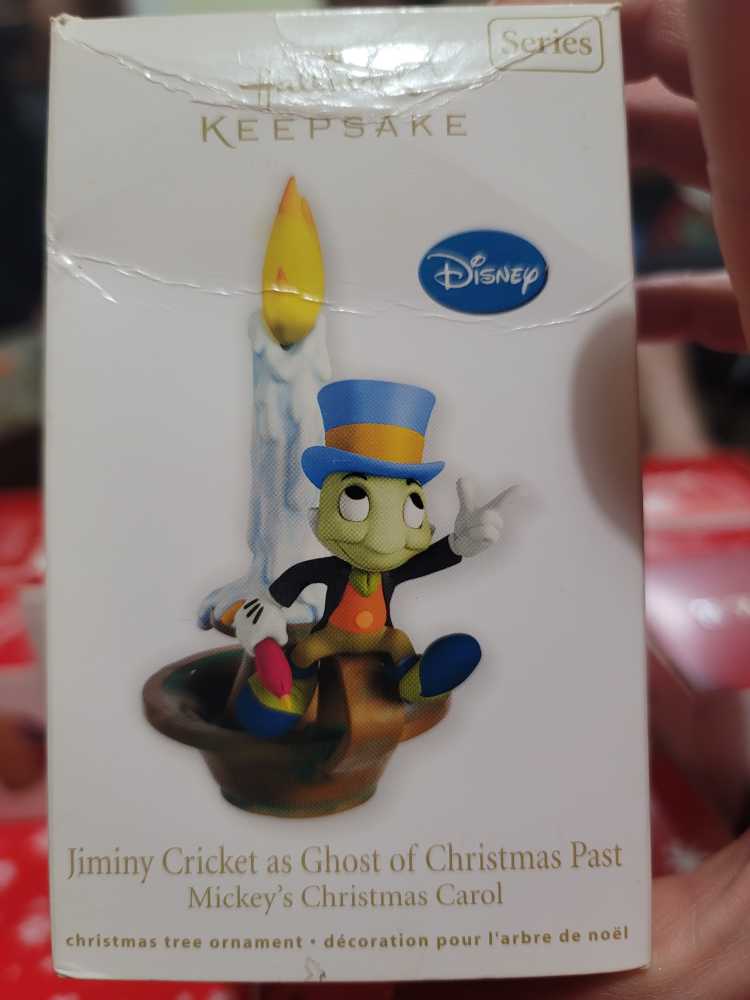 Series
Hallmark
KEEPSAKE
Disney
Jiminy Cricket as Ghost of Christmas Past
Mickey's Christmas Carol
christmas tree ornament • décoration pour l'arbre de noël